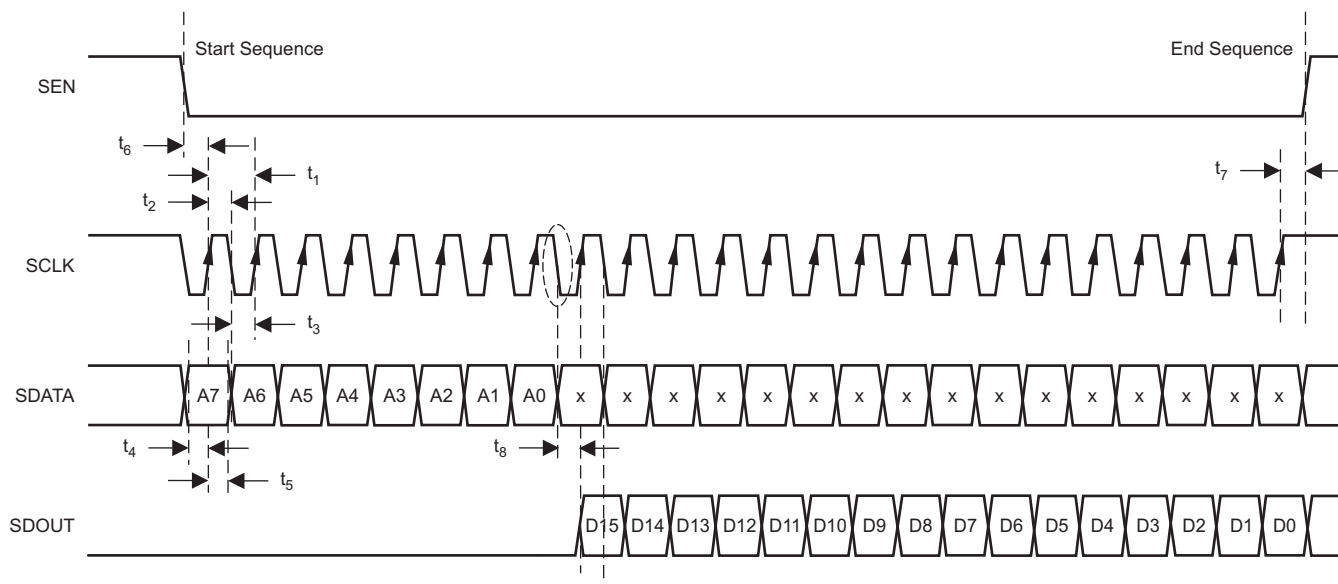 Start Sequence
End Sequence
SEN
t6
t1
t7
t2
SCLK
t3
SDATA A7 A6 A5 A4 A3 A2 A1 A0 x x x x x x x x x x x x x x x x
t4
t8
t5
SDOUT D15 D14 D13 D12 D11 D10 D9 D8 D7 D6 D5 D4 D3 D2 D1 D0